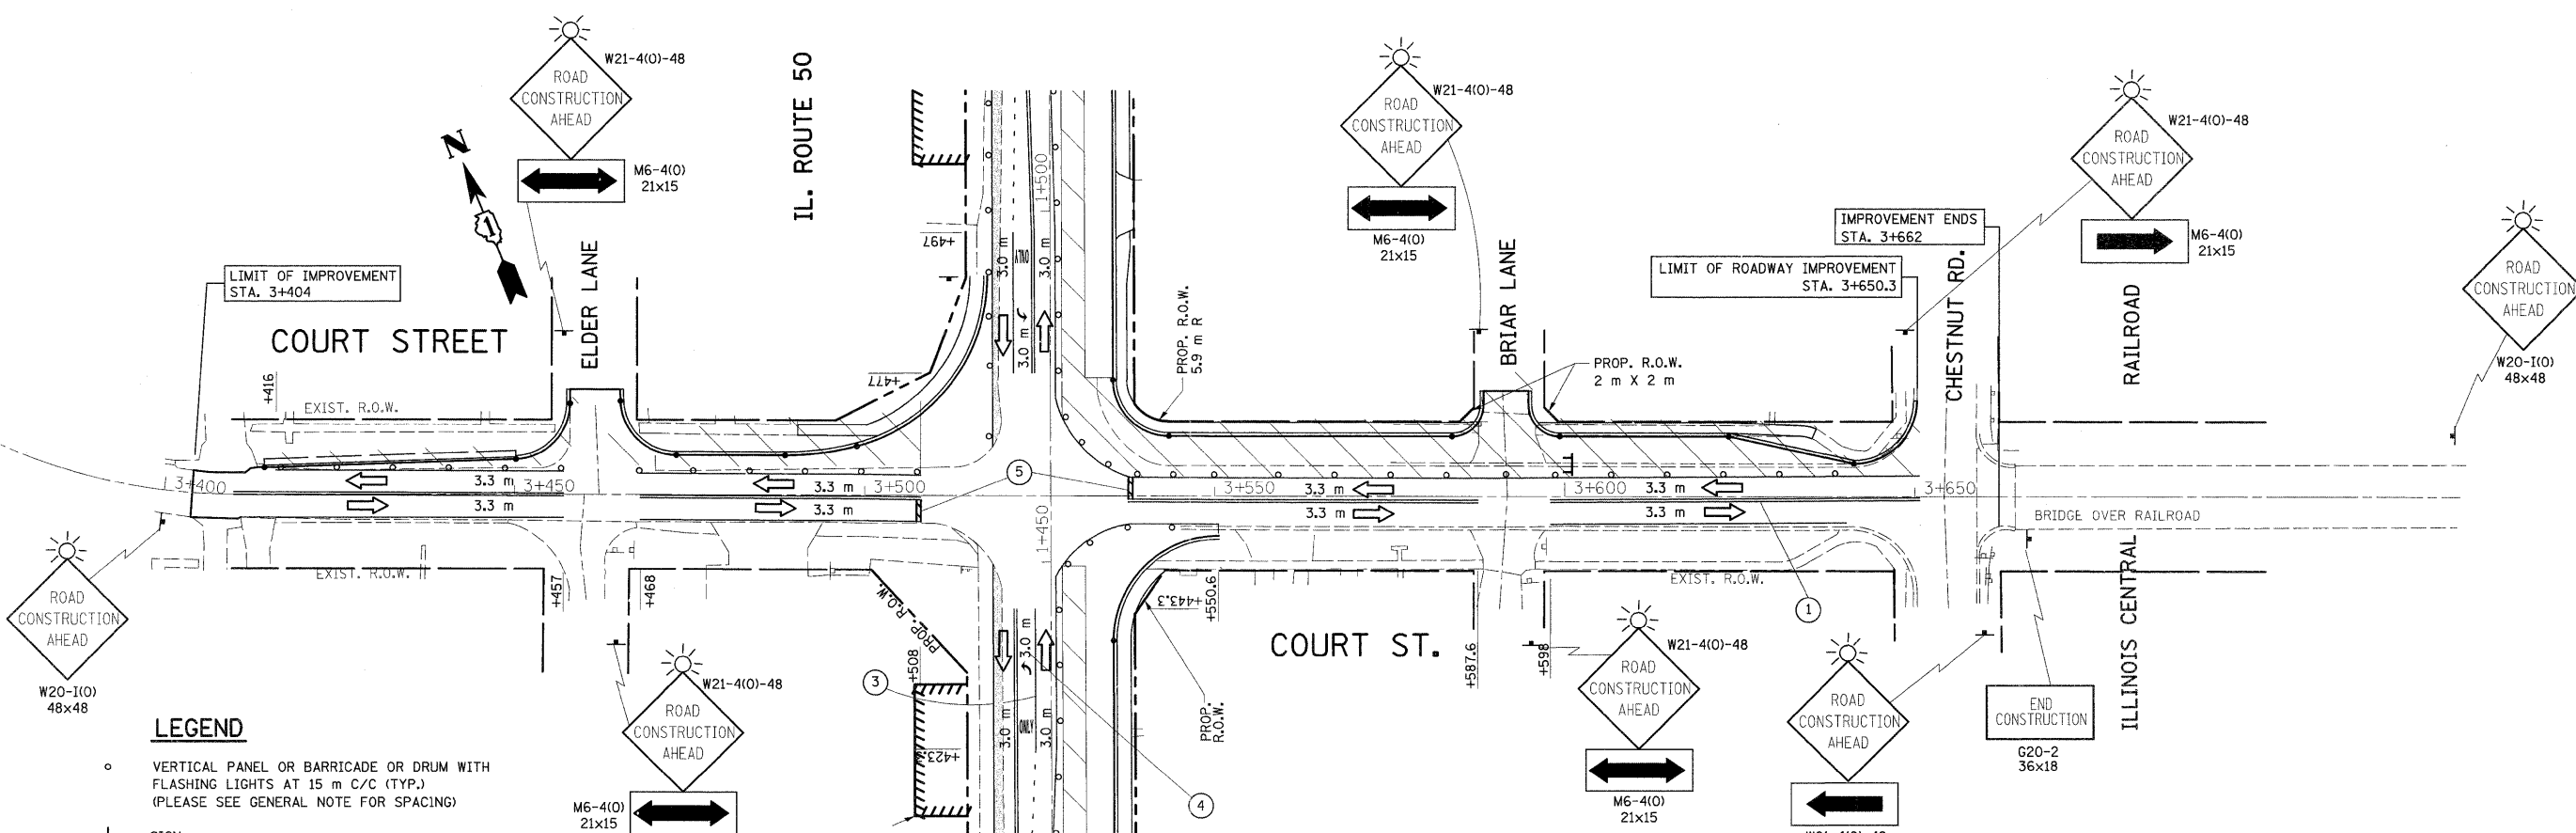 W21-4(O)-48
ROAD
CONSTRUCTION
AHEAD
M6-4(O)
21x15
IL. ROUTE 50
W21-4(O)-48
ROAD
CONSTRUCTION
AHEAD
M6-4(O)
21x15
W21-4(O)-48
ROAD
CONSTRUCTION
AHEAD
M6-4(O)
21x15
ROAD
CONSTRUCTION
AHEAD
W20-I(O)
48x48
N
1
LIMIT OF IMPROVEMENT
STA. 3+404
COURT STREET
ELDER LANE
IMPROVEMENT ENDS
STA. 3+662
LIMIT OF ROADWAY IMPROVEMENT
STA. 3+650.3
BRIAR LANE
CHESTNUT RD.
RAILROAD
PROP. R.O.W.
5.9 m R
PROP. R.O.W.
2 m X 2 m
+497
+477
1+500
3.0 m
ONLY
3.0 m
3.0 m
+416
EXIST. R.O.W.
3+400
3.3 m
3+450
3.3 m
3+500
5
3+550
3.3 m
3+600
3.3 m
3+650
3.3 m
3.3 m
3.3 m
3.3 m
BRIDGE OVER RAILROAD
1+450
EXIST. R.O.W.
EXIST. R.O.W.
+457
+468
PROP. R.O.W.
+508
+443.3
+550.6
+587.6
+598
1
ROAD
CONSTRUCTION
AHEAD
W20-I(O)
48x48
COURT ST.
ILLINOIS CENTRAL
3
3.0 m
3.0 m
ONLY
3.0 m
+423.3
PROP.
R.O.W.
4
W21-4(O)-48
ROAD
CONSTRUCTION
AHEAD
M6-4(O)
21x15
W21-4(O)-48
ROAD
CONSTRUCTION
AHEAD
M6-4(O)
21x15
ROAD
CONSTRUCTION
AHEAD
END
CONSTRUCTION
G20-2
36x18
LEGEND
VERTICAL PANEL OR BARRICADE OR DRUM WITH
FLASHING LIGHTS AT 15 m C/C (TYP.)
(PLEASE SEE GENERAL NOTE FOR SPACING)